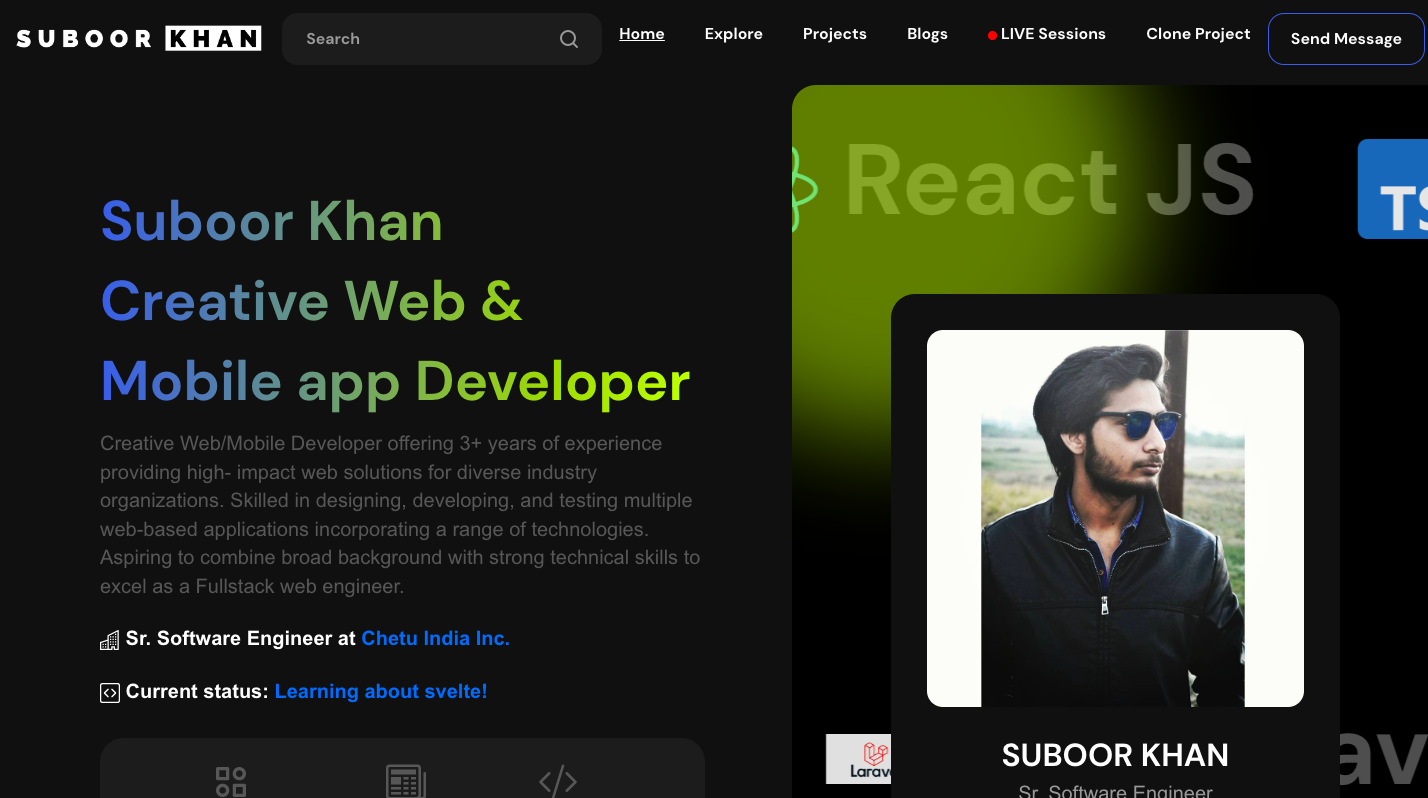 SUBOOR KHAN
Search
Home
Explore
Projects
Blogs
LIVE Sessions
Clone Project
Send Message
Suboor Khan
Creative Web &
Mobile app Developer
Creative Web/Mobile Developer offering 3+ years of experience
providing high- impact web solutions for diverse industry
organizations. Skilled in designing, developing, and testing multiple
web-based applications incorporating a range of technologies.
Aspiring to combine broad background with strong technical skills to
excel as a Fullstack web engineer.
Sr. Software Engineer at Chetu India Inc.
Current status: Learning about svelte!
React JS
TS
Larave
av
SUBOOR KHAN
Sr. Software Engineer